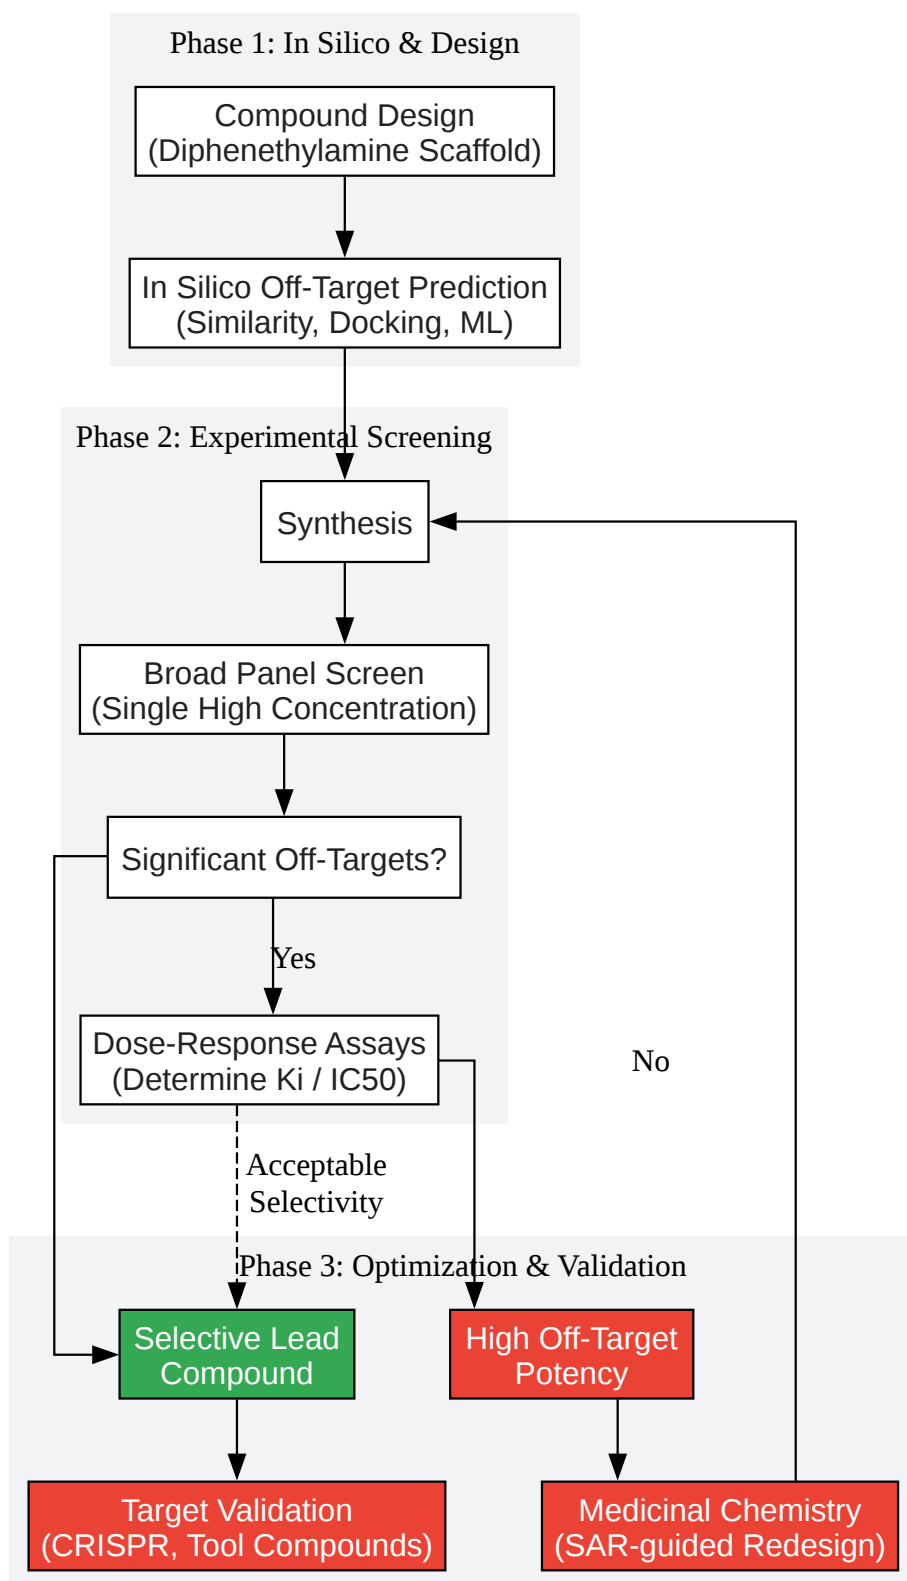 Phase 1: In Silico & Design
Compound Design
(Diphenethylamine Scaffold)
In Silico Off-Target Prediction
(Similarity, Docking, ML)
Phase 2: Experimental Screening
Synthesis
Broad Panel Screen
(Single High Concentration)
Significant Off-Targets?
Yes
Dose-Response Assays
(Determine Ki / IC50)
No
Acceptable
Selectivity
Phase 3: Optimization & Validation
Selective Lead
Compound
High Off-Target
Potency
Target Validation
(CRISPR, Tool Compounds)
Medicinal Chemistry
(SAR-guided Redesign)